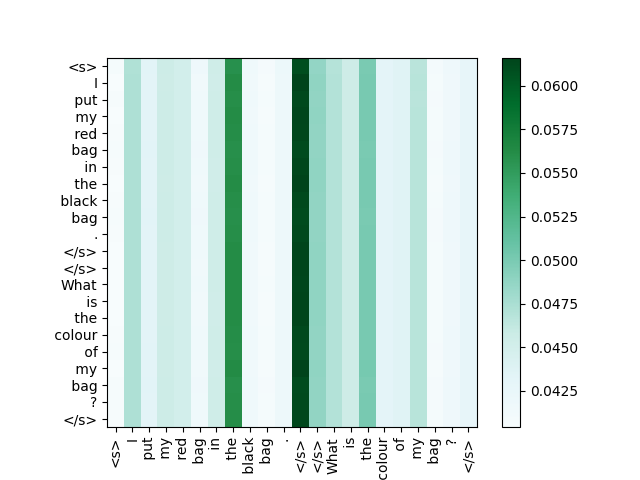 <s>
I
put
my
red
bag
in
the
black
bag
.
</s>
</s>
What
is
the
colour
of
my
bag
?
</s>
<s>
I
put
my
red
bag
in
the
black
bag
.
</s>
</s>
What
is
the
colour
of
my
bag
?
</s>
0.0600
0.0575
0.0550
0.0525
0.0500
0.0475
0.0450
0.0425